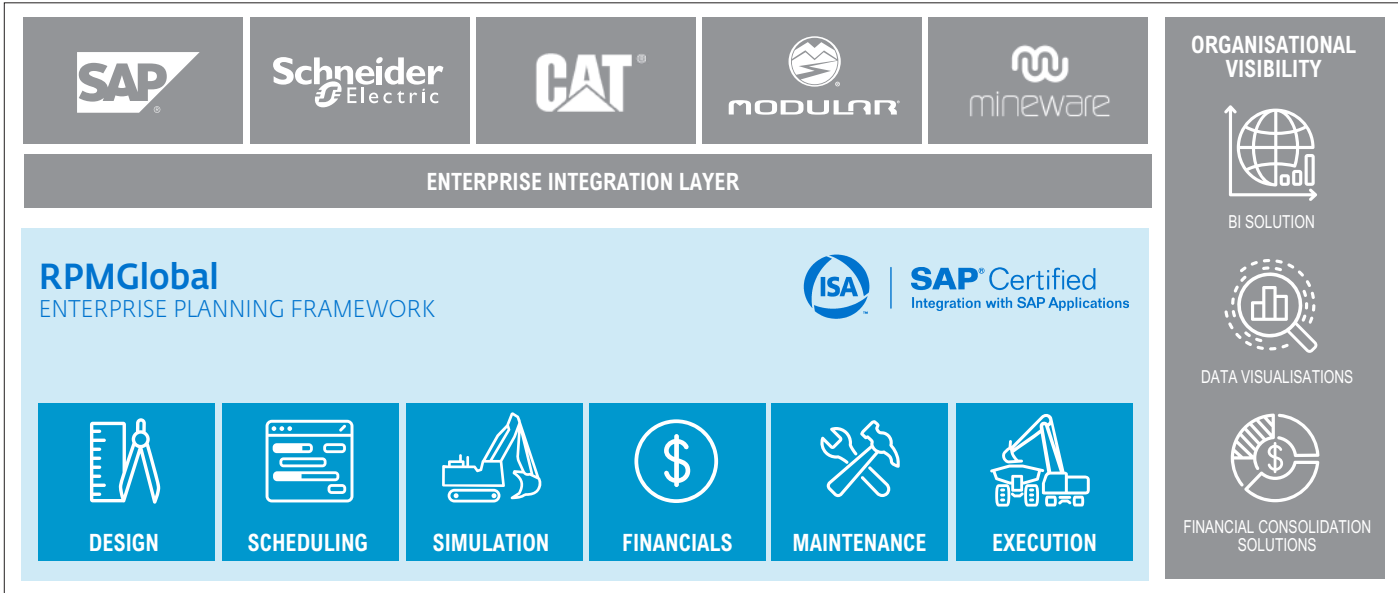 SAP®
Schneider
Electric
CAT®
MODULAR®
mineware
ENTERPRISE INTEGRATION LAYER
RPMGlobal
ENTERPRISE PLANNING FRAMEWORK
ISA™
SAP® Certified
Integration with SAP Applications
DESIGN
SCHEDULING
SIMULATION
$
FINANCIALS
MAINTENANCE
EXECUTION
ORGANISATIONAL
VISIBILITY
BI SOLUTION
DATA VISUALISATIONS
$
FINANCIAL CONSOLIDATION
SOLUTIONS